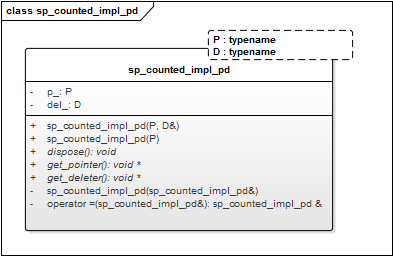 class sp_counted_impl_pd
P : typename
D : typename
sp_counted_impl_pd
- p_: P
- del_: D
+ sp_counted_impl_pd(P, D&)
+ sp_counted_impl_pd(P)
+ dispose(): void
+ get_pointer(): void *
+ get_deleter(): void *
- sp_counted_impl_pd(sp_counted_impl_pd&)
- operator =(sp_counted_impl_pd&): sp_counted_impl_pd &